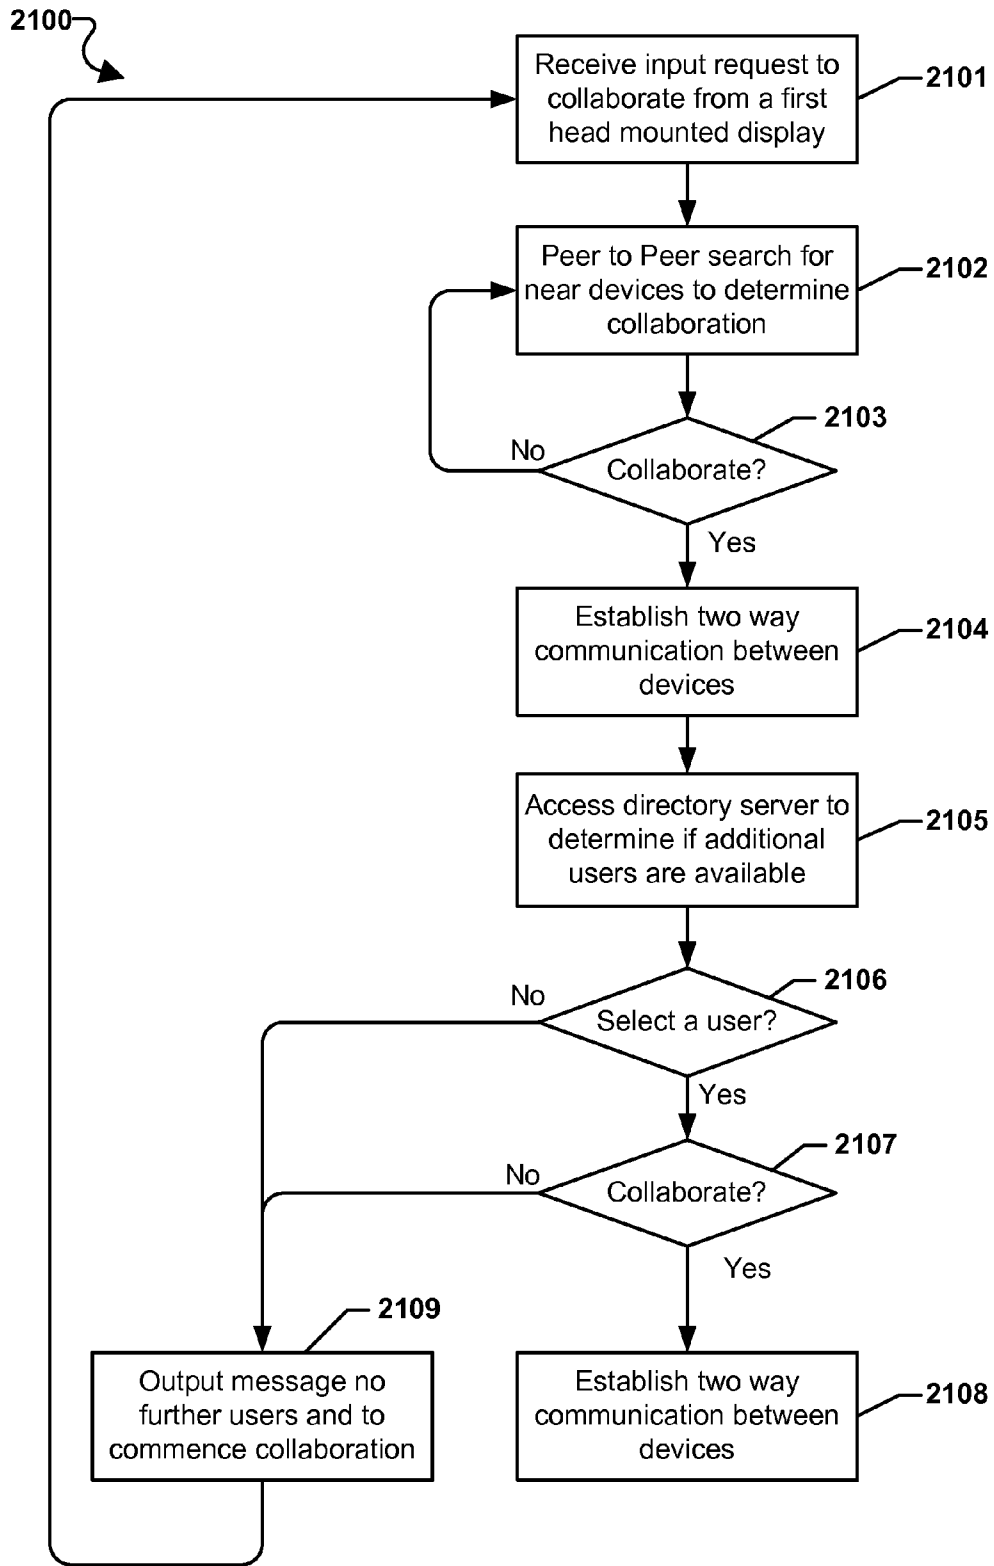 2100
Receive input request to
collaborate from a first
head mounted display
2101
Peer to Peer search for
near devices to determine
collaboration
2102
2103
No
Collaborate?
Yes
Establish two way
communication between
devices
2104
Access directory server to
determine if additional
users are available
2105
2106
No
Select a user?
Yes
2107
No
Collaborate?
Yes
2109
Output message no
further users and to
commence collaboration
Establish two way
communication between
devices
2108